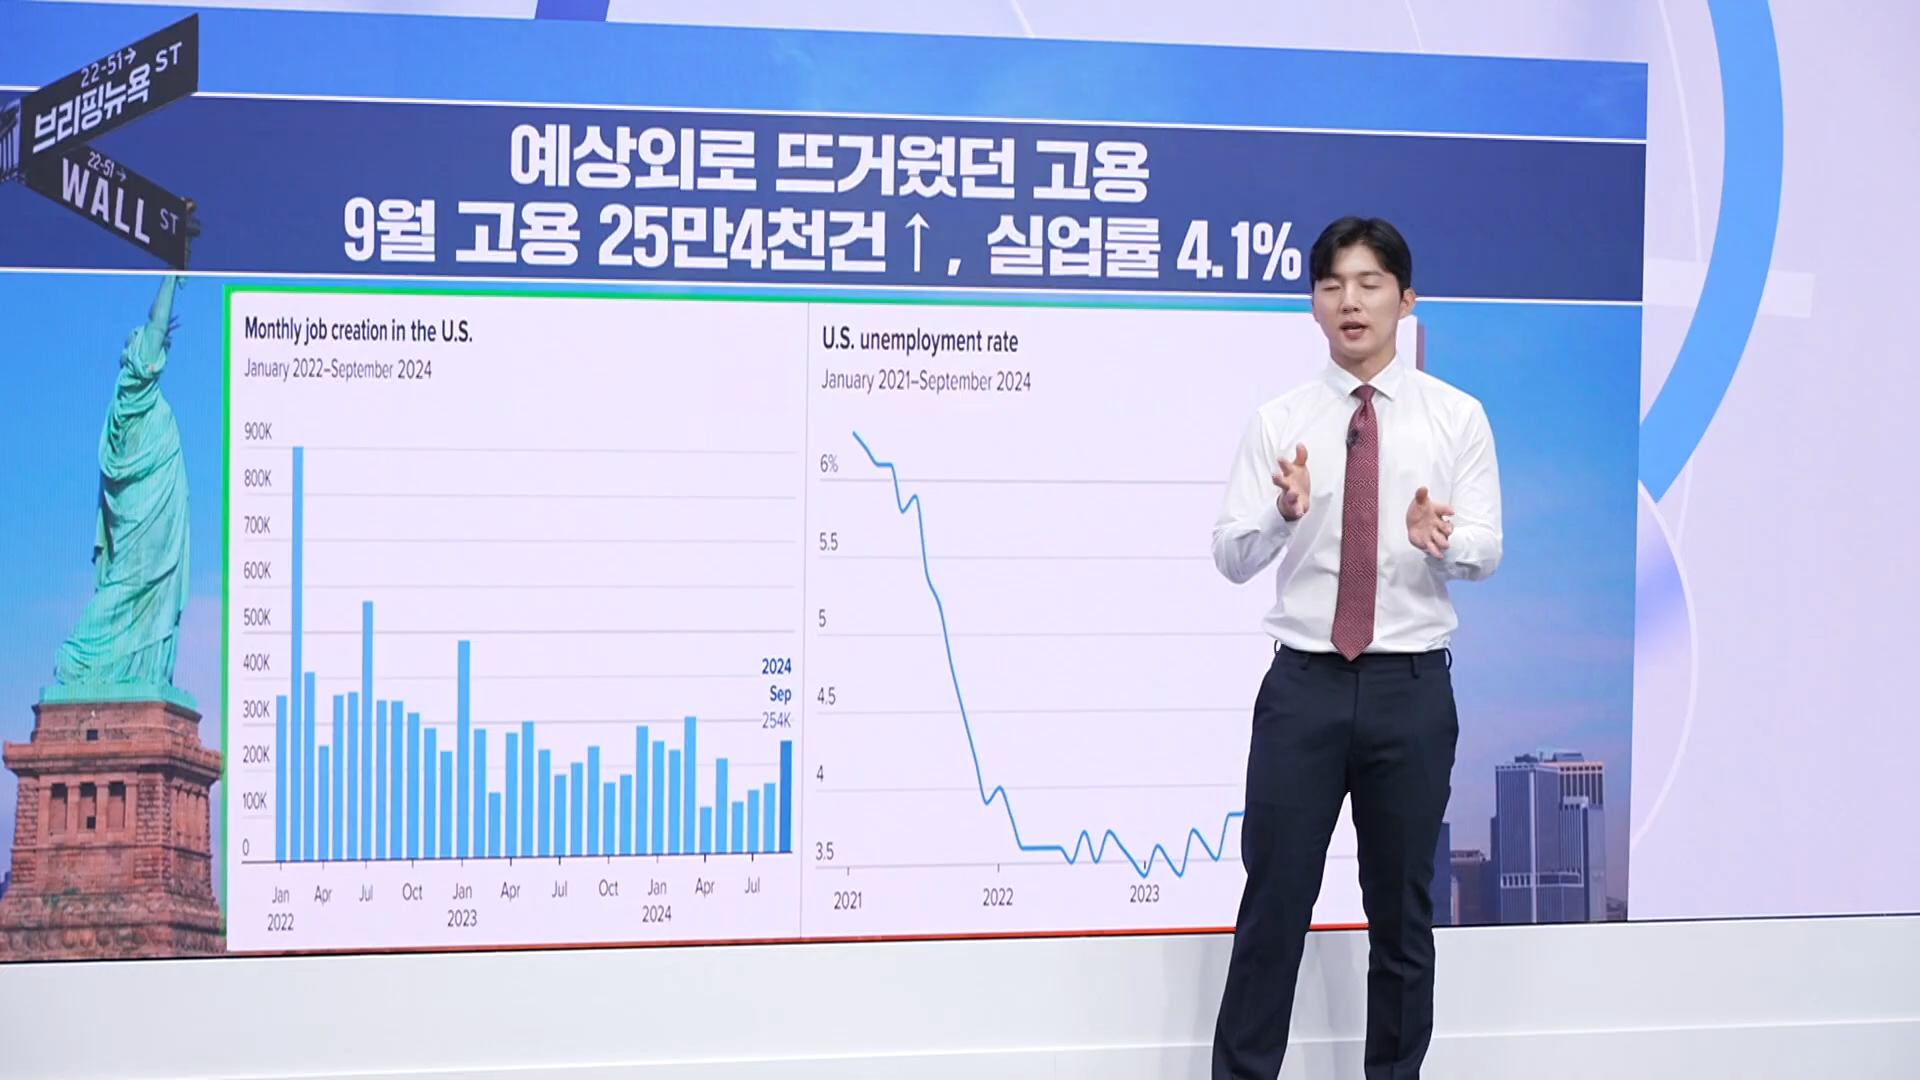 22-51→ ST
브리핑뉴욕
22-51→
WALL ST
예상외로 뜨거웠던 고용
9월 고용 25만4천건↑, 실업률 4.1%
Monthly job creation in the U.S.
January 2022–September 2024
900K
800K
700K
600K
500K
400K
300K
200K
100K
0
2024
Sep
254K
Jan Apr Jul Oct Jan Apr Jul Oct Jan Apr Jul
2022 2023 2024
U.S. unemployment rate
January 2021–September 2024
6%
5.5
5
4.5
4
3.5
2021 2022 2023